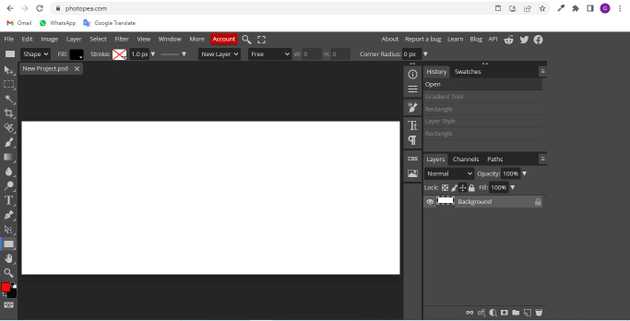 photopea.com
Gmail WhatsApp Google Translate
File Edit Image Layer Select Filter View Window More Account About Report a bug Learn Blog API
Shape Fill: Stroke: 1.0 px New Layer Free W: 0 H: 0 Corner Radius: 0 px
New Project.psd
History Swatches
Open
Gradient Tool
Rectangle
Layer Style
Rectangle
CSS
Layers Channels Paths
Normal Opacity: 100%
Lock: Fill: 100%
Background